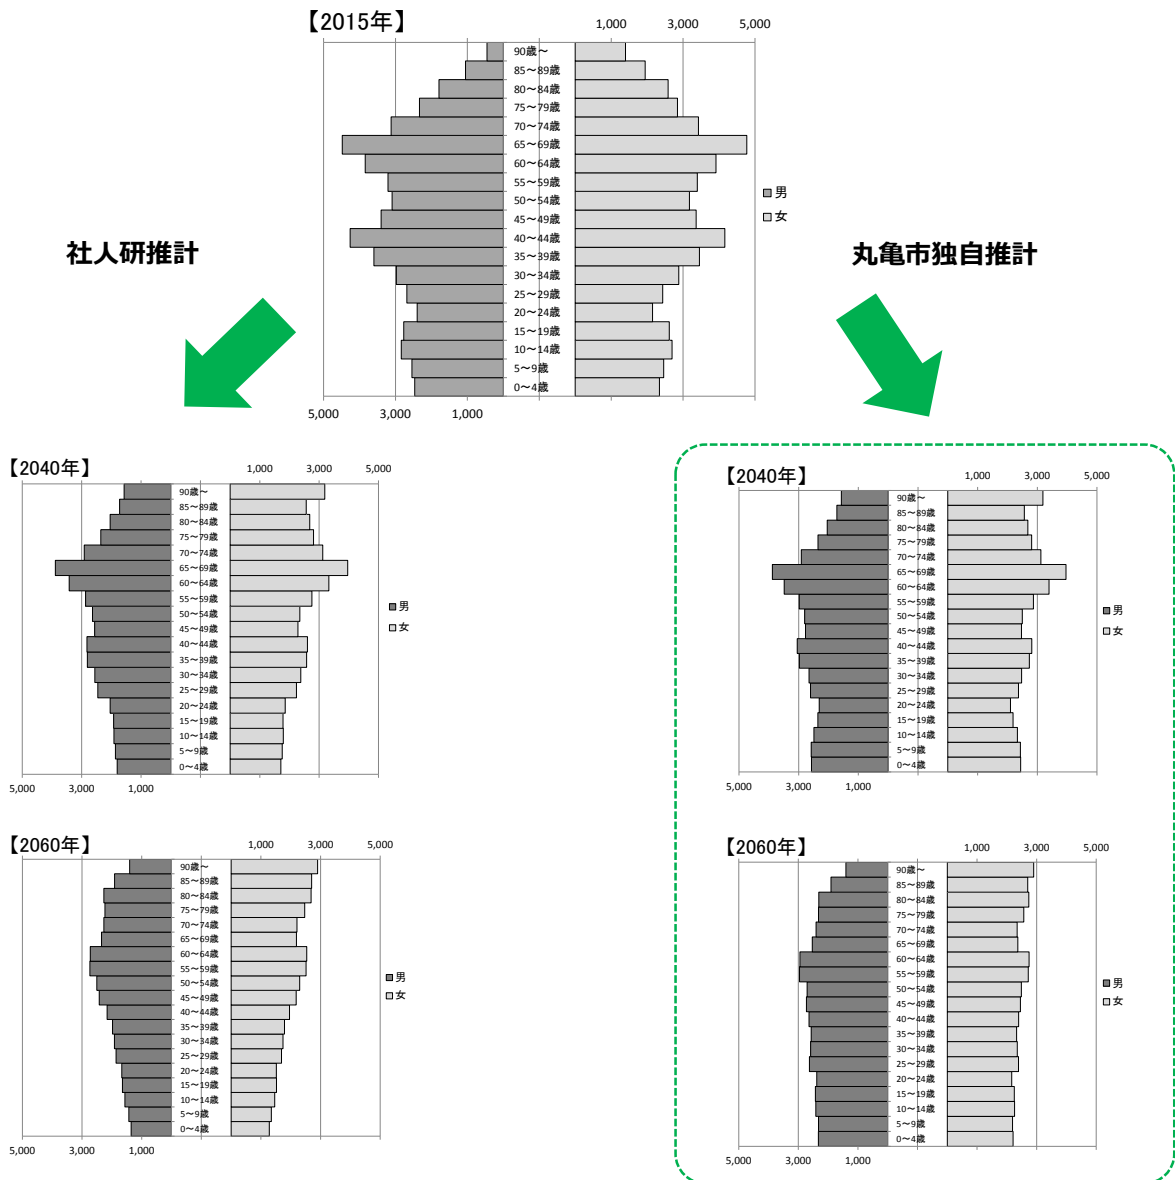 【2015年】
1,000 3,000 5,000
90歳～
85～89歳
80～84歳
75～79歳
70～74歳
65～69歳
60～64歳
55～59歳
50～54歳
45～49歳
40～44歳
35～39歳
30～34歳
25～29歳
20～24歳
15～19歳
10～14歳
5～9歳
0～4歳
5,000 3,000 1,000
男
女
社人研推計
丸亀市独自推計
【2040年】
1,000 3,000 5,000
90歳～
85～89歳
80～84歳
75～79歳
70～74歳
65～69歳
60～64歳
55～59歳
50～54歳
45～49歳
40～44歳
35～39歳
30～34歳
25～29歳
20～24歳
15～19歳
10～14歳
5～9歳
0～4歳
5,000 3,000 1,000
男
女
【2040年】
1,000 3,000 5,000
90歳～
85～89歳
80～84歳
75～79歳
70～74歳
65～69歳
60～64歳
55～59歳
50～54歳
45～49歳
40～44歳
35～39歳
30～34歳
25～29歳
20～24歳
15～19歳
10～14歳
5～9歳
0～4歳
5,000 3,000 1,000
男
女
【2060年】
1,000 3,000 5,000
90歳～
85～89歳
80～84歳
75～79歳
70～74歳
65～69歳
60～64歳
55～59歳
50～54歳
45～49歳
40～44歳
35～39歳
30～34歳
25～29歳
20～24歳
15～19歳
10～14歳
5～9歳
0～4歳
5,000 3,000 1,000
男
女
【2060年】
1,000 3,000 5,000
90歳～
85～89歳
80～84歳
75～79歳
70～74歳
65～69歳
60～64歳
55～59歳
50～54歳
45～49歳
40～44歳
35～39歳
30～34歳
25～29歳
20～24歳
15～19歳
10～14歳
5～9歳
0～4歳
5,000 3,000 1,000
男
女